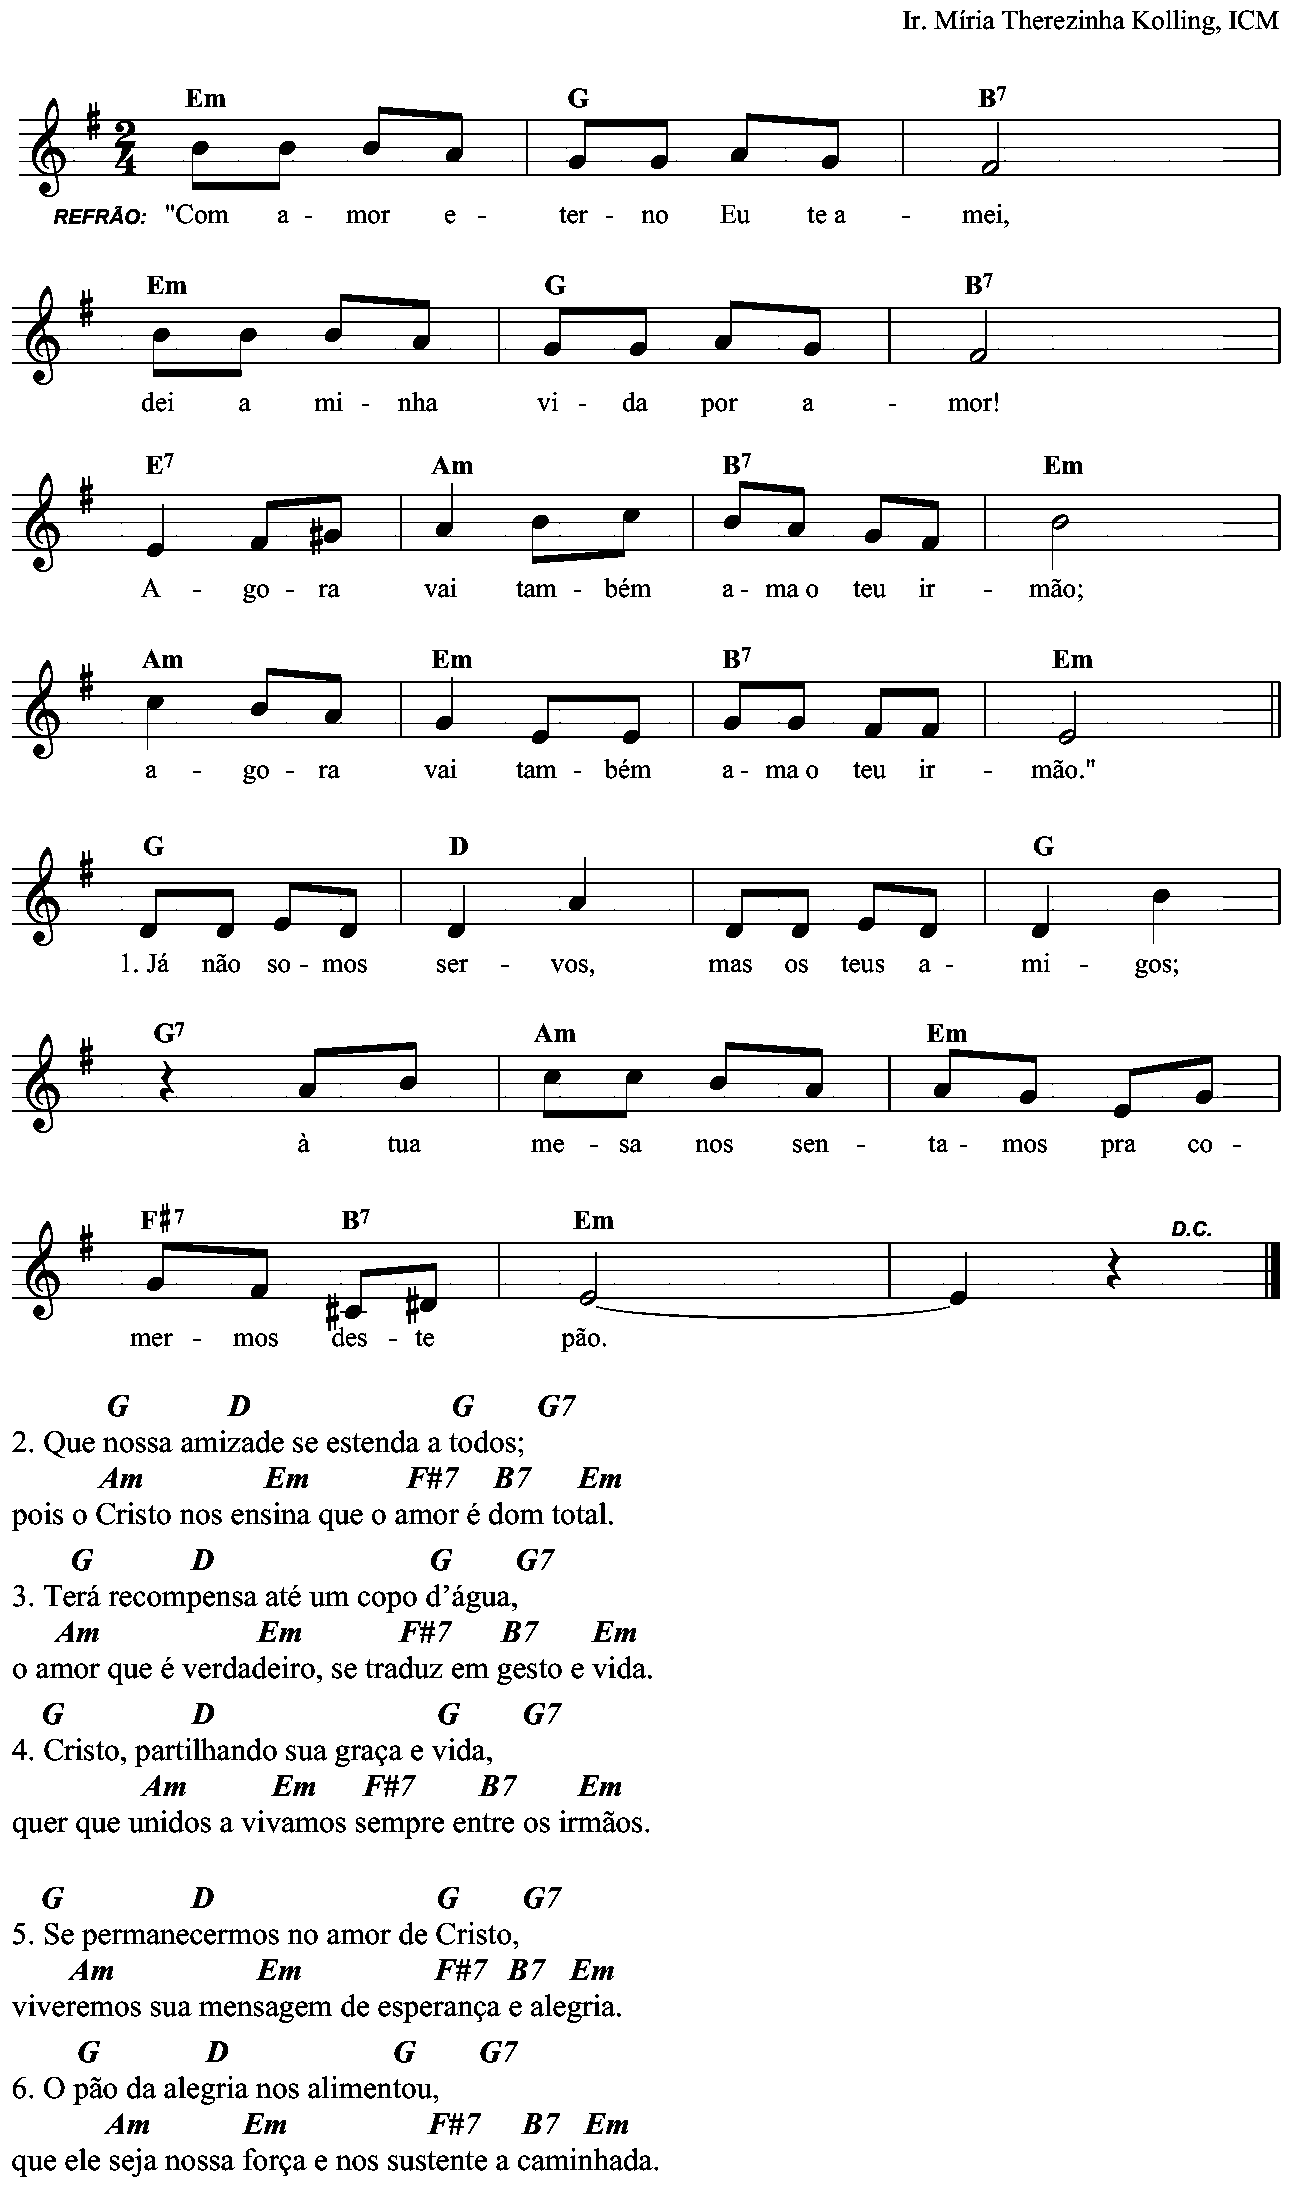 Ir. Míria Therezinha Kolling, ICM
Em G B7
REFRÃO: "Com a - mor e - ter - no Eu te a - mei,
Em G B7
dei a mi - nha vi - da por a - mor!
E7 Am B7 Em
A - go - ra vai tam - bém a - ma o teu ir - mão;
Am Em B7 Em
a - go - ra vai tam - bém a - ma o teu ir - mão."
G D G
1. Já não so - mos ser - vos, mas os teus a - mi - gos;
G7 Am Em
à tua me - sa nos sen - ta - mos pra co -
F#7 B7 Em D.C.
mer - mos des - te pão.
G D G G7
2. Que nossa amizade se estenda a todos;
Am Em F#7 B7 Em
pois o Cristo nos ensina que o amor é dom total.
G D G G7
3. Terá recompensa até um copo d’água,
Am Em F#7 B7 Em
o amor que é verdadeiro, se traduz em gesto e vida.
G D G G7
4. Cristo, partilhando sua graça e vida,
Am Em F#7 B7 Em
quer que unidos a vivamos sempre entre os irmãos.
G D G G7
5. Se permanecermos no amor de Cristo,
Am Em F#7 B7 Em
viveremos sua mensagem de esperança e alegria.
G D G G7
6. O pão da alegria nos alimentou,
Am Em F#7 B7 Em
que ele seja nossa força e nos sustente a caminhada.